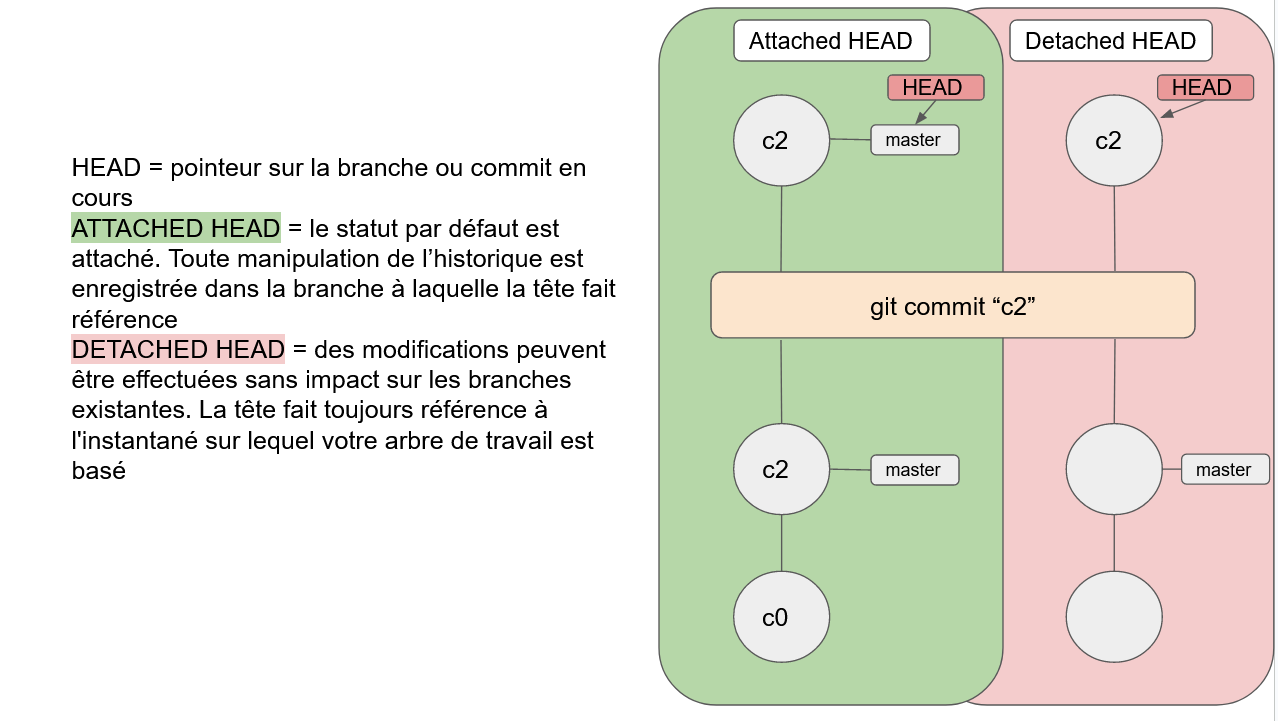 HEAD = pointeur sur la branche ou commit en
cours
ATTACHED HEAD = le statut par défaut est
attaché. Toute manipulation de l’historique est
enregistrée dans la branche à laquelle la tête fait
référence
DETACHED HEAD = des modifications peuvent
être effectuées sans impact sur les branches
existantes. La tête fait toujours référence à
l'instantané sur lequel votre arbre de travail est
basé
Attached HEAD
HEAD
c2
master
Detached HEAD
HEAD
c2
git commit “c2”
c2
master
c0
master